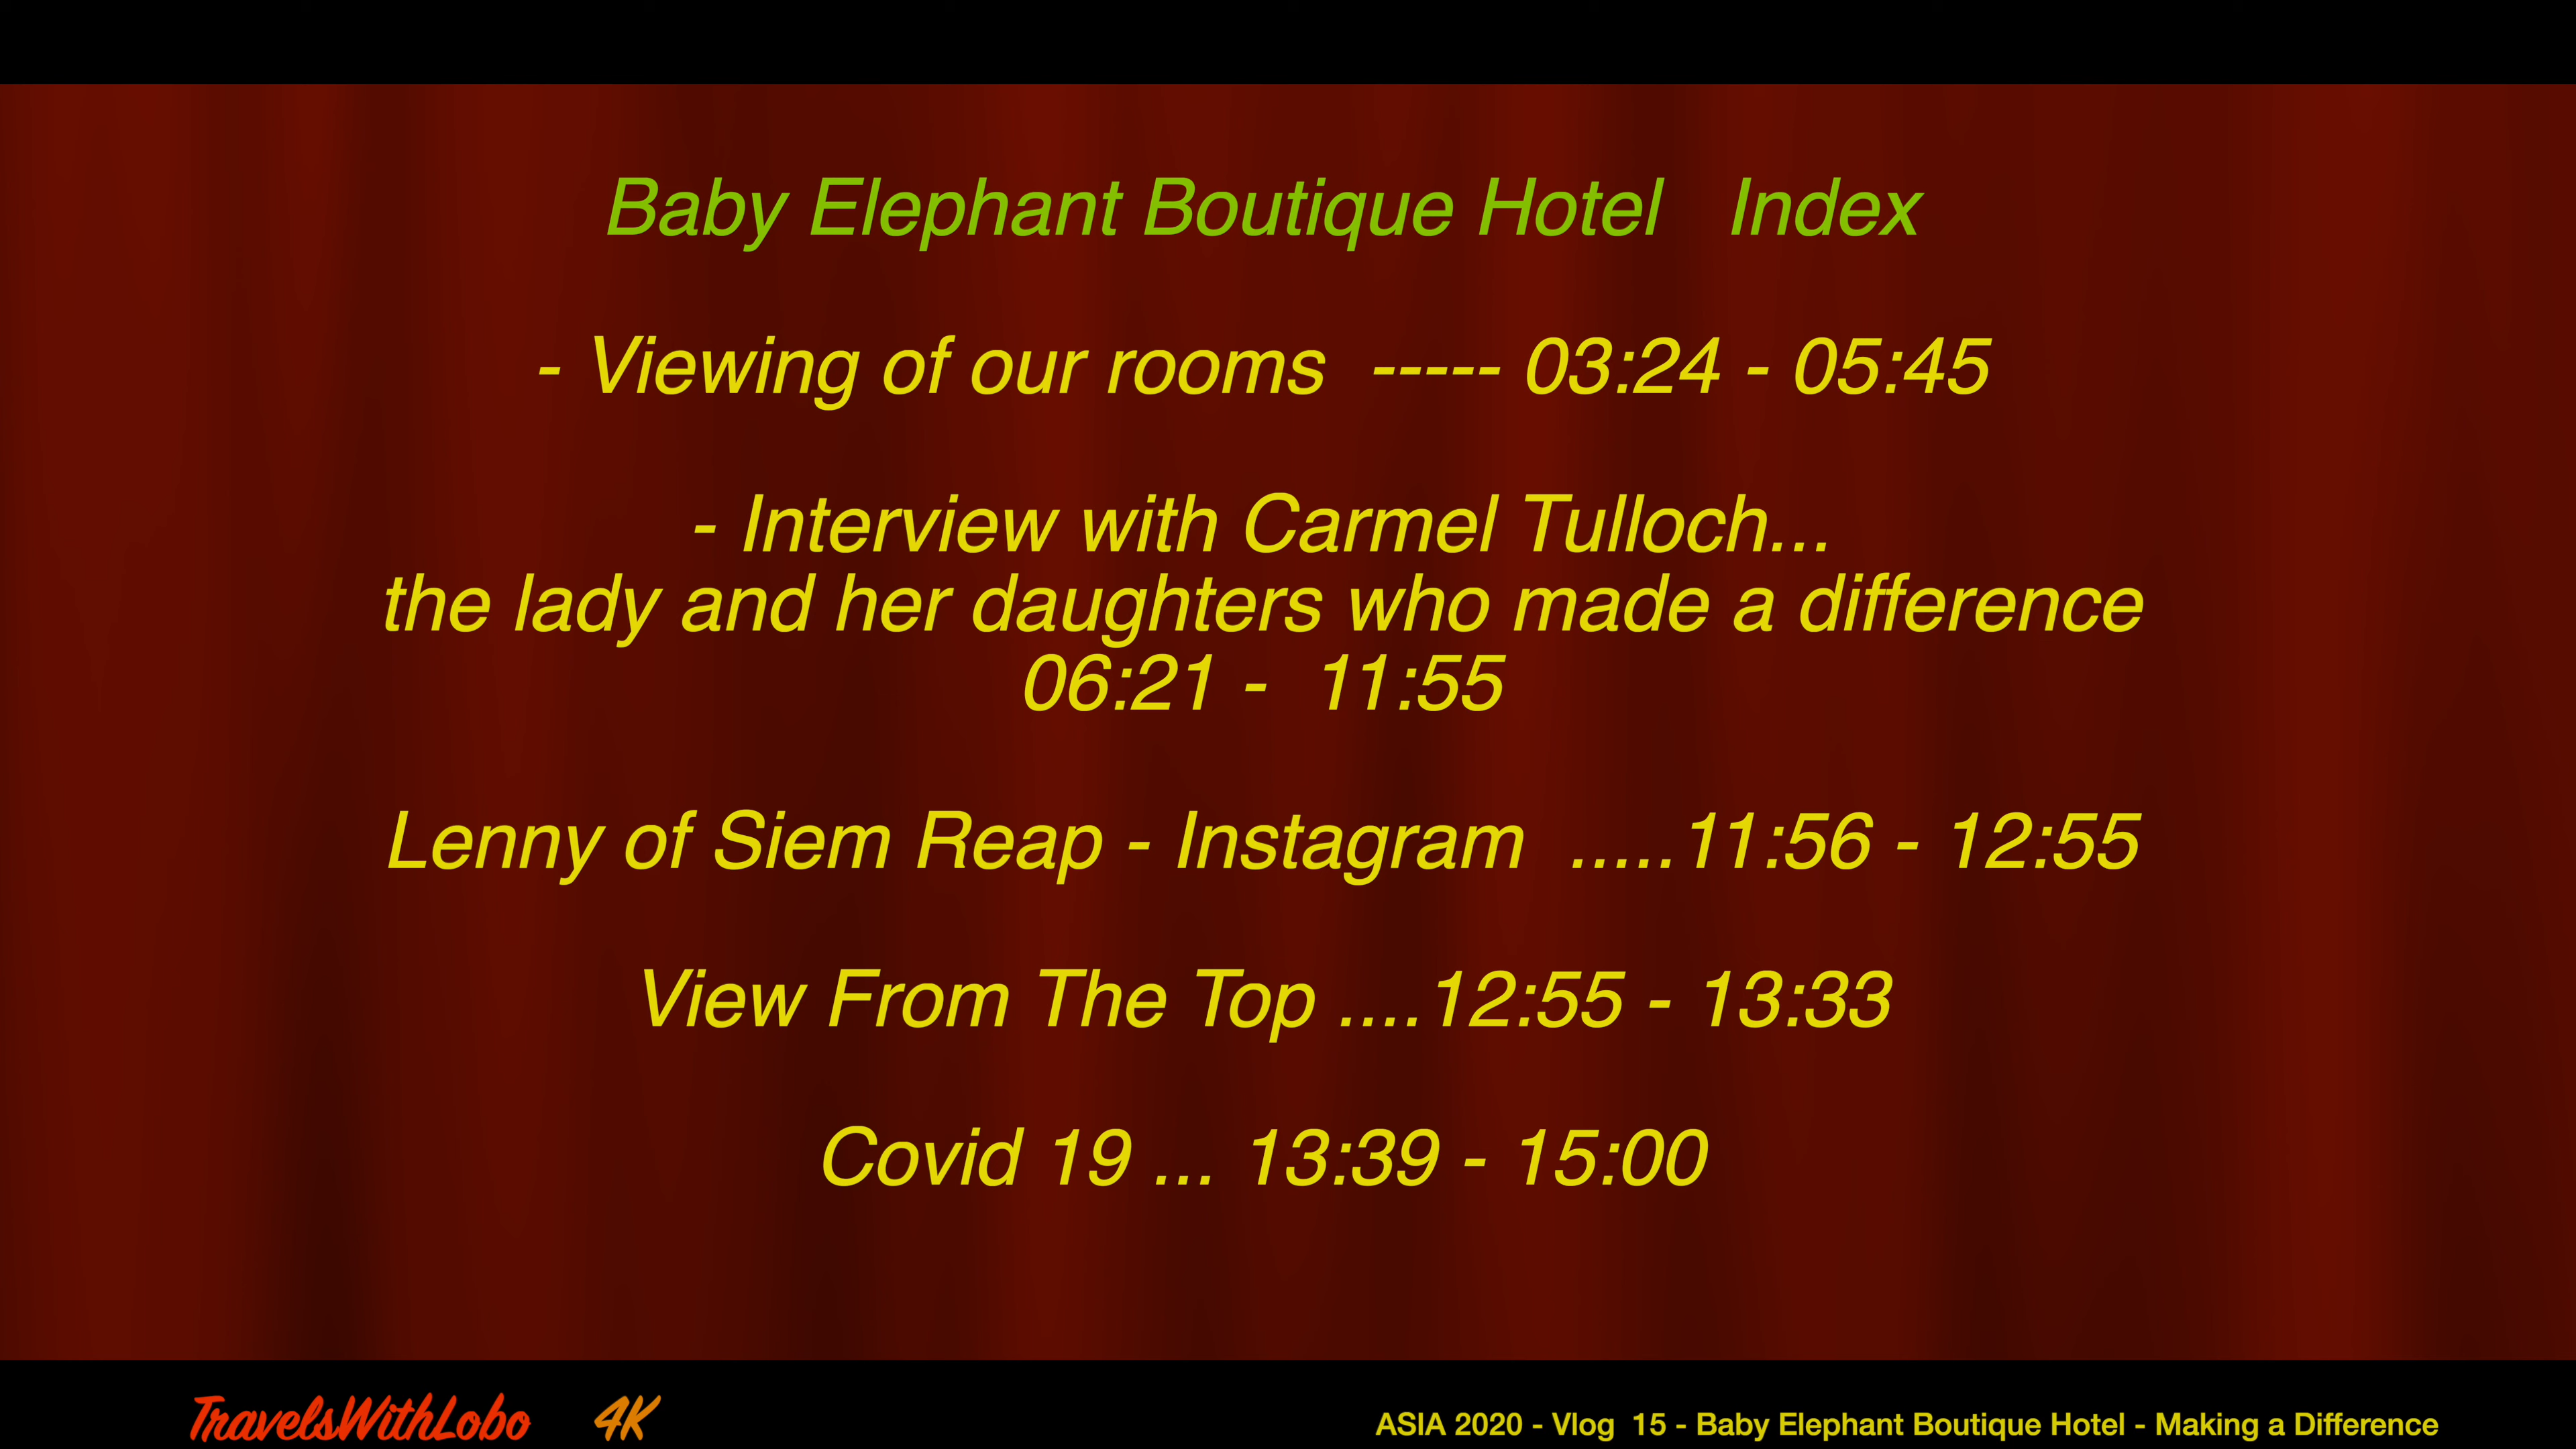 Baby Elephant Boutique Hotel   Index
- Viewing of our rooms  ----- 03:24 - 05:45
- Interview with Carmel Tulloch...
the lady and her daughters who made a difference
06:21 -  11:55
Lenny of Siem Reap - Instagram  .....11:56 - 12:55
View From The Top ....12:55 - 13:33
Covid 19 ... 13:39 - 15:00
TravelsWithLobo   4K
ASIA 2020 - Vlog  15 - Baby Elephant Boutique Hotel - Making a Difference